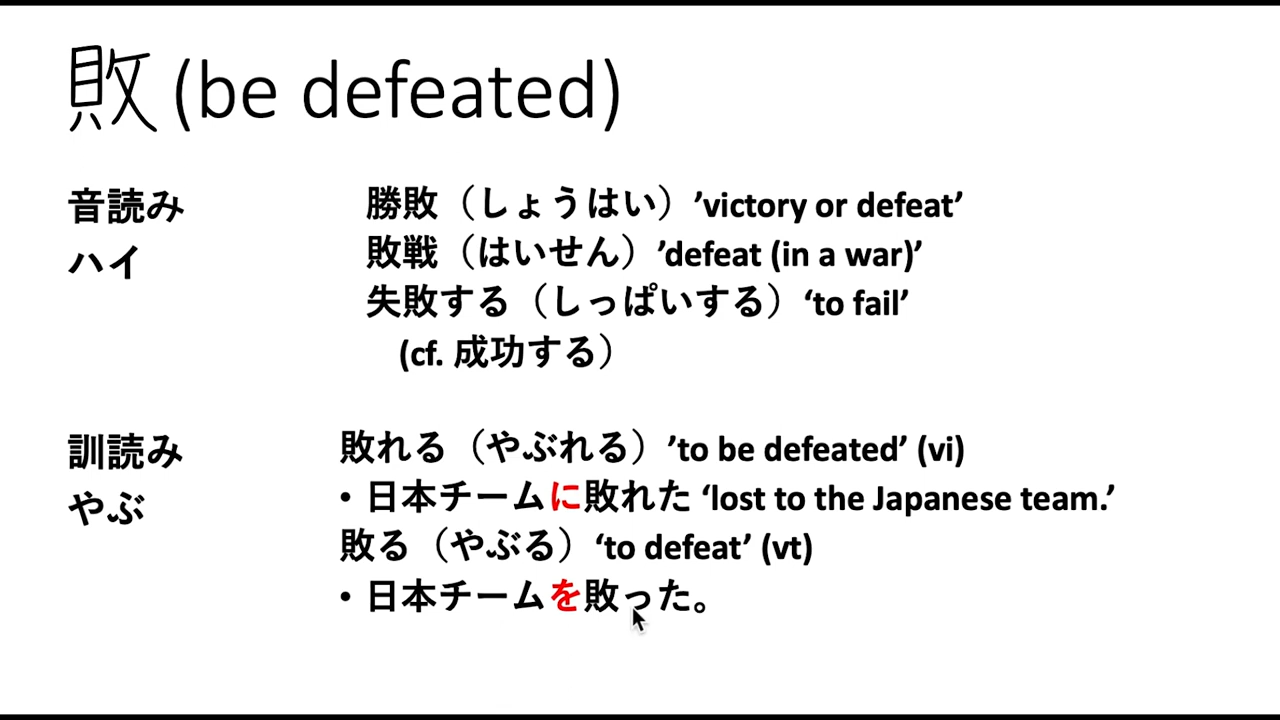 敗 (be defeated)
音読み
ハイ
勝敗（しょうはい）’victory or defeat’
敗戦（はいせん）’defeat (in a war)’
失敗する（しっぱいする）‘to fail’
(cf. 成功する）
訓読み
やぶ
敗れる（やぶれる）’to be defeated’ (vi)
• 日本チームに敗れた ‘lost to the Japanese team.’
敗る（やぶる）‘to defeat’ (vt)
• 日本チームを敗った。